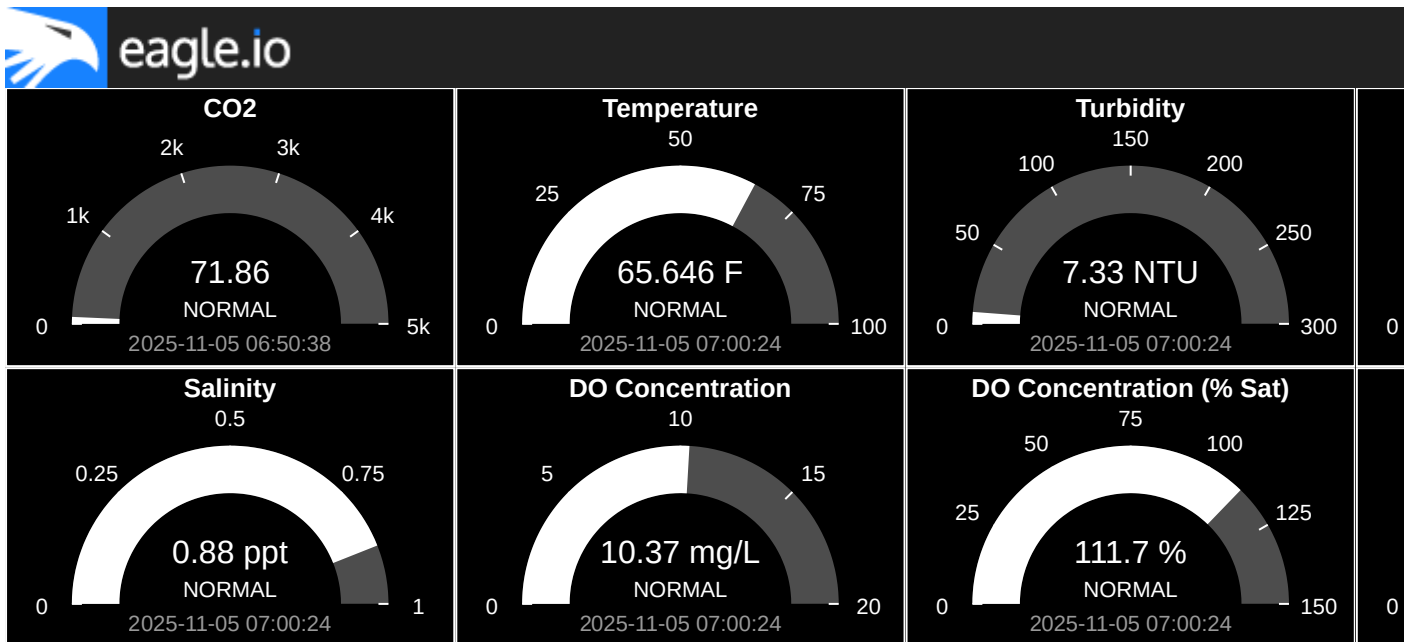 eagle.io
CO2
0
1k
2k
3k
4k
5k
71.86
NORMAL
2025-11-05 06:50:38
Temperature
0
25
50
75
100
65.646 F
NORMAL
2025-11-05 07:00:24
Turbidity
0
50
100
150
200
250
300
7.33 NTU
NORMAL
2025-11-05 07:00:24
0
Salinity
0
0.25
0.5
0.75
1
0.88 ppt
NORMAL
2025-11-05 07:00:24
DO Concentration
0
5
10
15
20
10.37 mg/L
NORMAL
2025-11-05 07:00:24
DO Concentration (% Sat)
0
25
50
75
100
125
150
111.7 %
NORMAL
2025-11-05 07:00:24
0